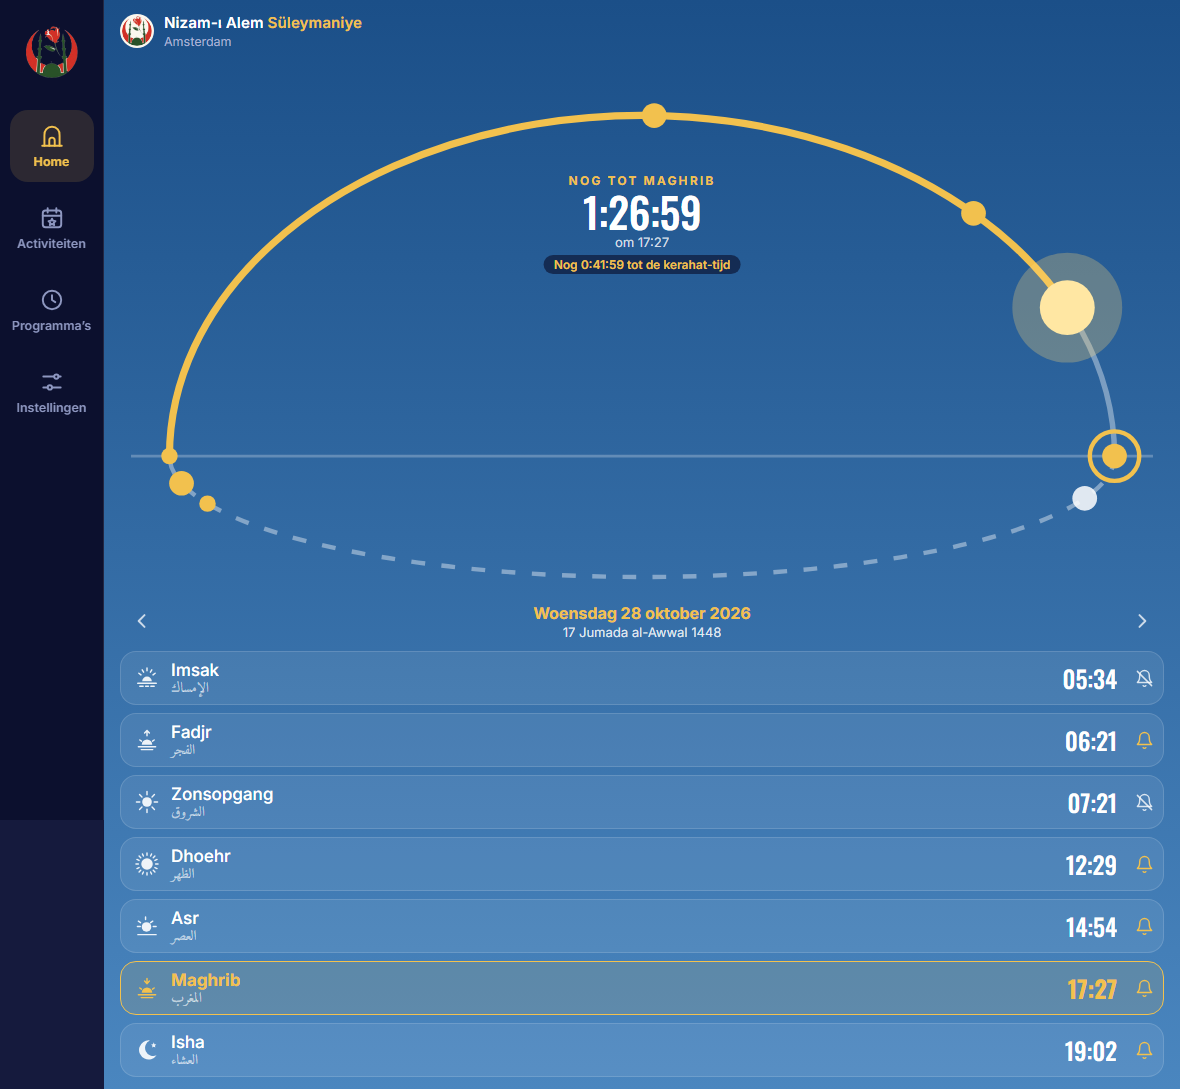 Nizam-ı Alem Süleymaniye
Amsterdam
Home
Activiteiten
Programma's
Instellingen
NOG TOT MAGHRIB
1:26:59
om 17:27
Nog 0:41:59 tot de kerahat-tijd
Woensdag 28 oktober 2026
17 Jumada al-Awwal 1448
Imsak
الإمساك
05:34
Fadjr
الفجر
06:21
Zonsopgang
الشروق
07:21
Dhoehr
الظهر
12:29
Asr
العصر
14:54
Maghrib
المغرب
17:27
Isha
العشاء
19:02